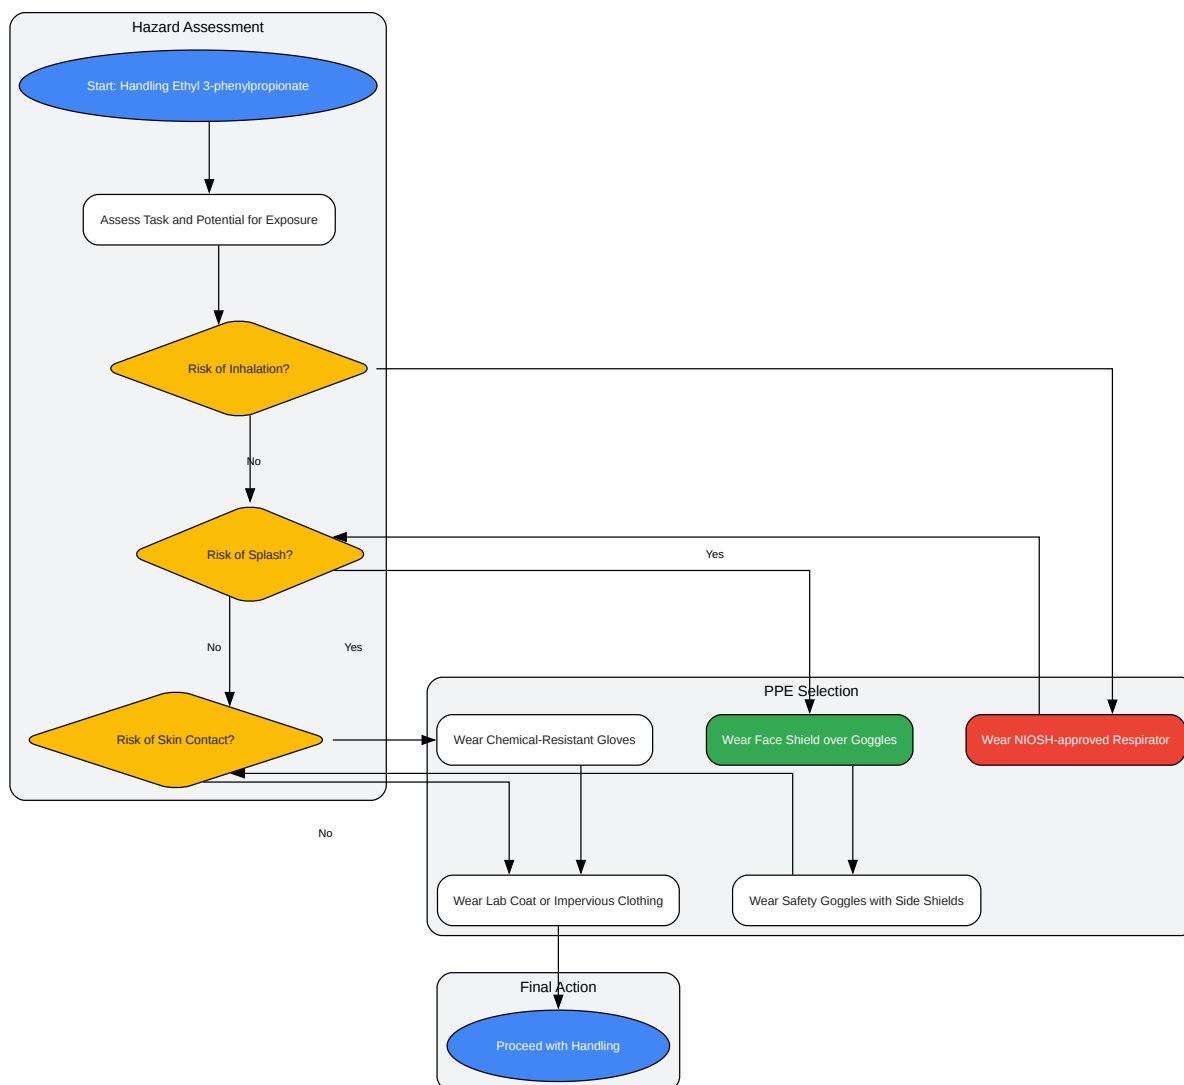 Hazard Assessment
Start: Handling Ethyl 3-phenylpropionate
Assess Task and Potential for Exposure
Risk of Inhalation?
No
Risk of Splash?
Yes
No
Yes
PPE Selection
Risk of Skin Contact?
Wear Chemical-Resistant Gloves
Wear Face Shield over Goggles
Wear NIOSH-approved Respirator
No
Wear Lab Coat or Impervious Clothing
Wear Safety Goggles with Side Shields
Final Action
Proceed with Handling